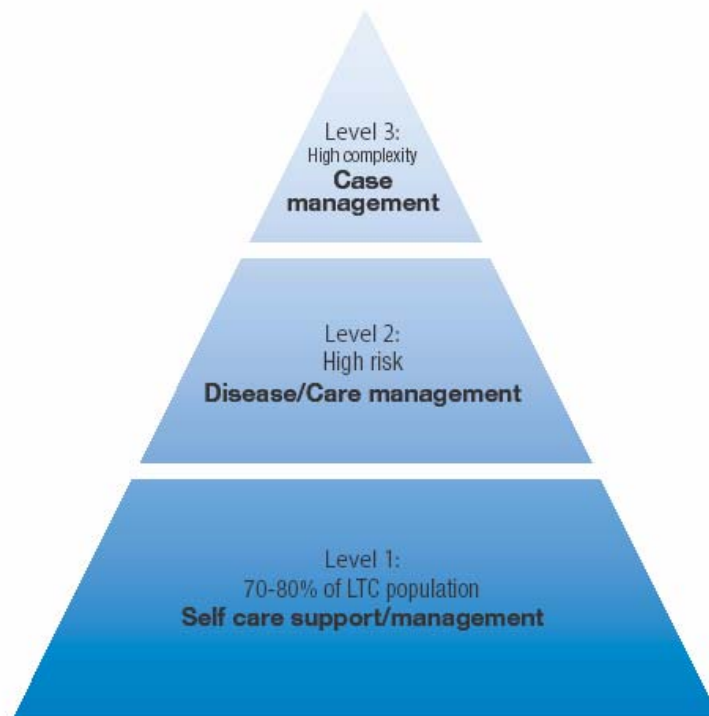 Level 3:
High complexity
Case
management
Level 2:
High risk
Disease/Care management
Level 1:
70-80% of LTC population
Self care support/management